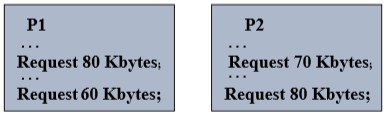 P1
...
Request 80 Kbytes;
...
Request 60 Kbytes;
P2
...
Request 70 Kbytes;
...
Request 80 Kbytes;